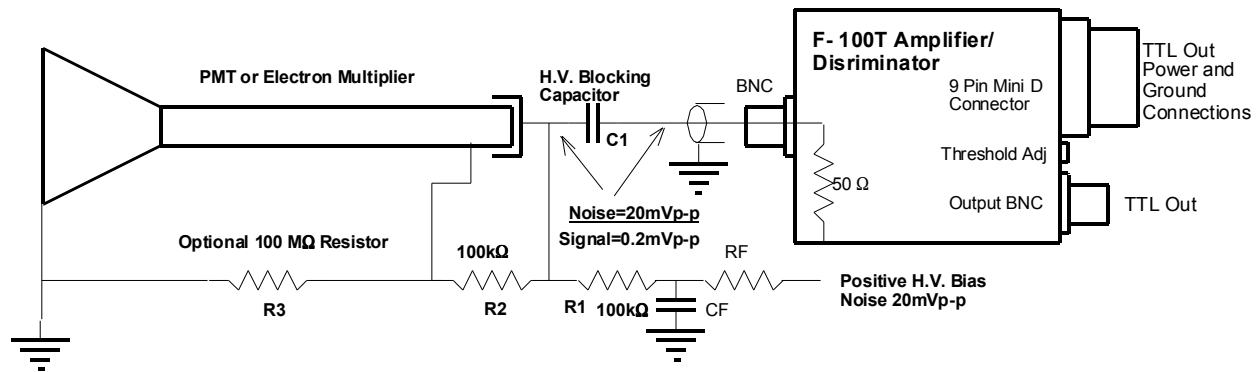 F- 100T Amplifier/
Disriminator
PMT or Electron Multiplier
H.V. Blocking
Capacitor
BNC
C1
9 Pin Mini D
Connector
TTL Out
Power and
Ground
Connections
Threshold Adj
50 Ω
Output BNC
TTL Out
Noise=20mVp-p
Signal=0.2mVp-p
Optional 100 MΩ Resistor
R3
100kΩ
R2
R1
100kΩ
RF
CF
Positive H.V. Bias
Noise 20mVp-p